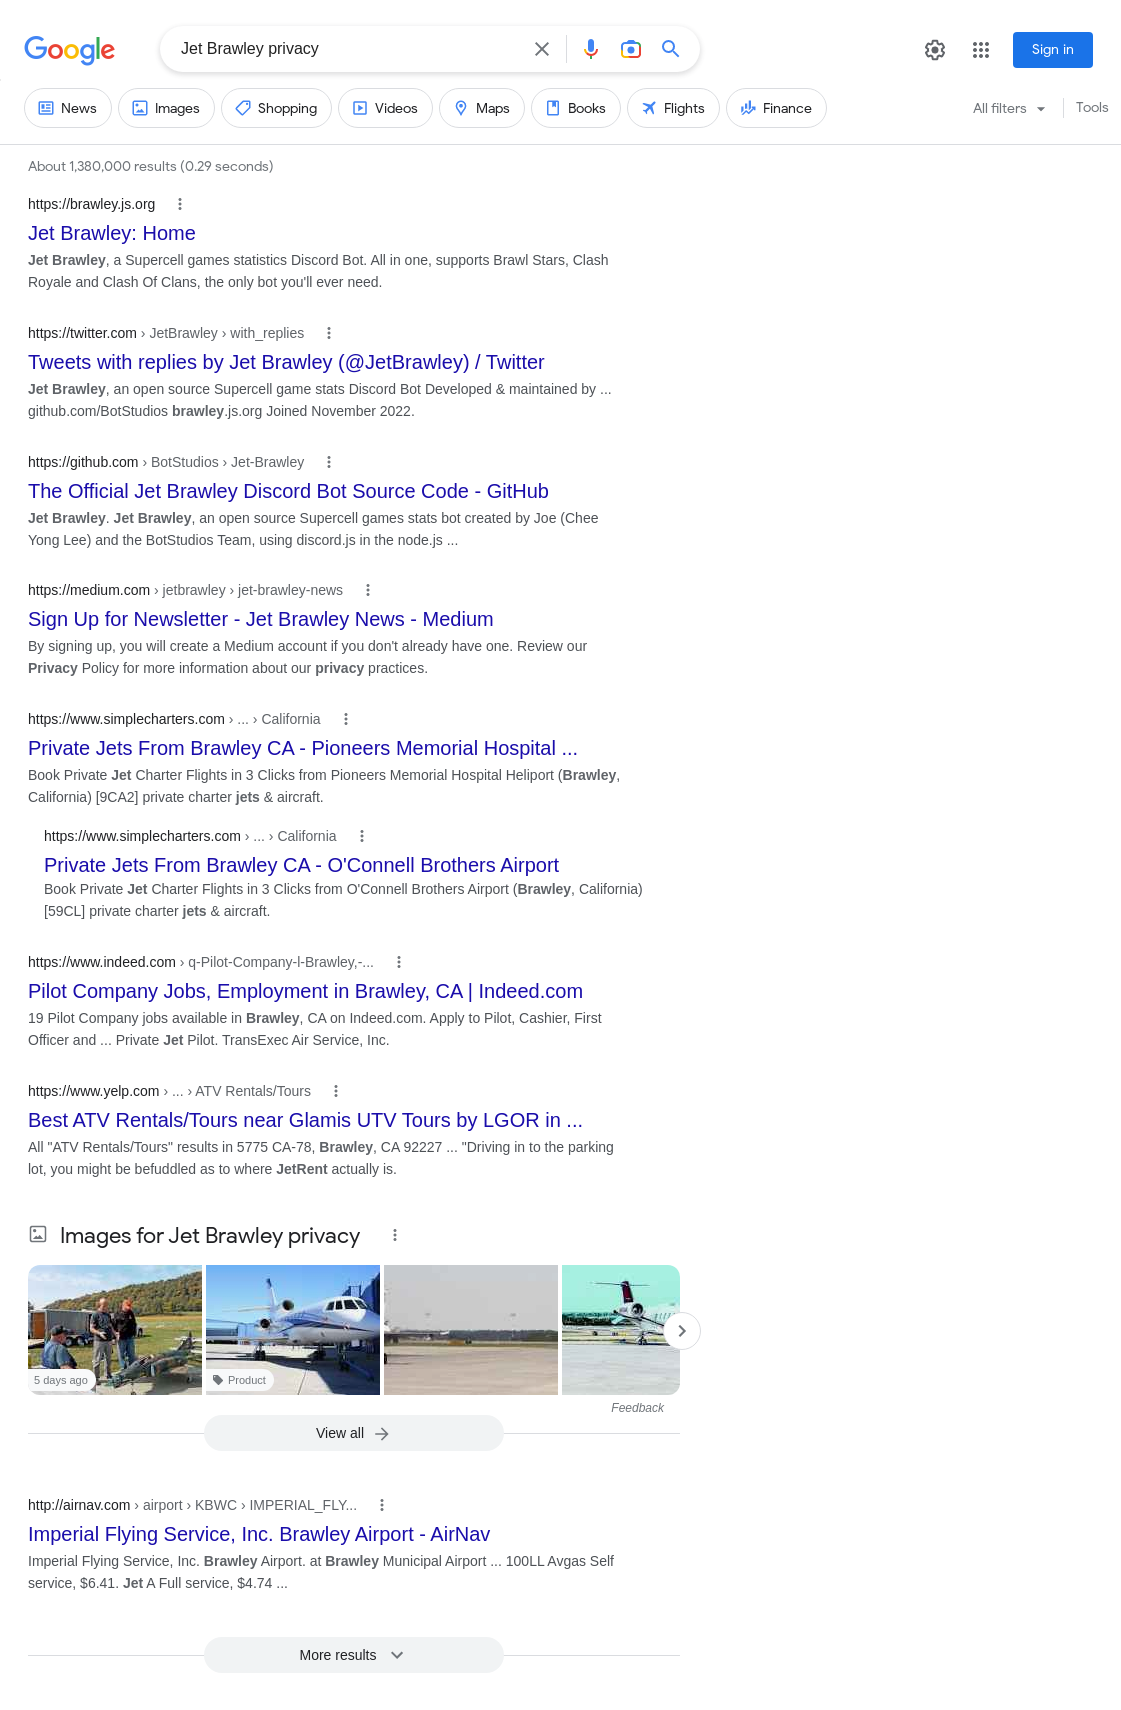 Google
Jet Brawley privacy
Sign in
News
Images
Shopping
Videos
Maps
Books
Flights
Finance
All filters
Tools
About 1,380,000 results (0.29 seconds)
https://brawley.js.org
Jet Brawley: Home
Jet Brawley, a Supercell games statistics Discord Bot. All in one, supports Brawl Stars, Clash
Royale and Clash Of Clans, the only bot you'll ever need.
https://twitter.com › JetBrawley › with_replies
Tweets with replies by Jet Brawley (@JetBrawley) / Twitter
Jet Brawley, an open source Supercell game stats Discord Bot Developed & maintained by ...
github.com/BotStudios brawley.js.org Joined November 2022.
https://github.com › BotStudios › Jet-Brawley
The Official Jet Brawley Discord Bot Source Code - GitHub
Jet Brawley. Jet Brawley, an open source Supercell games stats bot created by Joe (Chee
Yong Lee) and the BotStudios Team, using discord.js in the node.js ...
https://medium.com › jetbrawley › jet-brawley-news
Sign Up for Newsletter - Jet Brawley News - Medium
By signing up, you will create a Medium account if you don't already have one. Review our
Privacy Policy for more information about our privacy practices.
https://www.simplecharters.com › ... › California
Private Jets From Brawley CA - Pioneers Memorial Hospital ...
Book Private Jet Charter Flights in 3 Clicks from Pioneers Memorial Hospital Heliport (Brawley,
California) [9CA2] private charter jets & aircraft.
https://www.simplecharters.com › ... › California
Private Jets From Brawley CA - O'Connell Brothers Airport
Book Private Jet Charter Flights in 3 Clicks from O'Connell Brothers Airport (Brawley, California)
[59CL] private charter jets & aircraft.
https://www.indeed.com › q-Pilot-Company-l-Brawley,-...
Pilot Company Jobs, Employment in Brawley, CA | Indeed.com
19 Pilot Company jobs available in Brawley, CA on Indeed.com. Apply to Pilot, Cashier, First
Officer and ... Private Jet Pilot. TransExec Air Service, Inc.
https://www.yelp.com › ... › ATV Rentals/Tours
Best ATV Rentals/Tours near Glamis UTV Tours by LGOR in ...
All "ATV Rentals/Tours" results in 5775 CA-78, Brawley, CA 92227 ... "Driving in to the parking
lot, you might be befuddled as to where JetRent actually is.
Images for Jet Brawley privacy
5 days ago
Product
Feedback
View all
http://airnav.com › airport › KBWC › IMPERIAL_FLY...
Imperial Flying Service, Inc. Brawley Airport - AirNav
Imperial Flying Service, Inc. Brawley Airport. at Brawley Municipal Airport ... 100LL Avgas Self
service, $6.41. Jet A Full service, $4.74 ...
More results